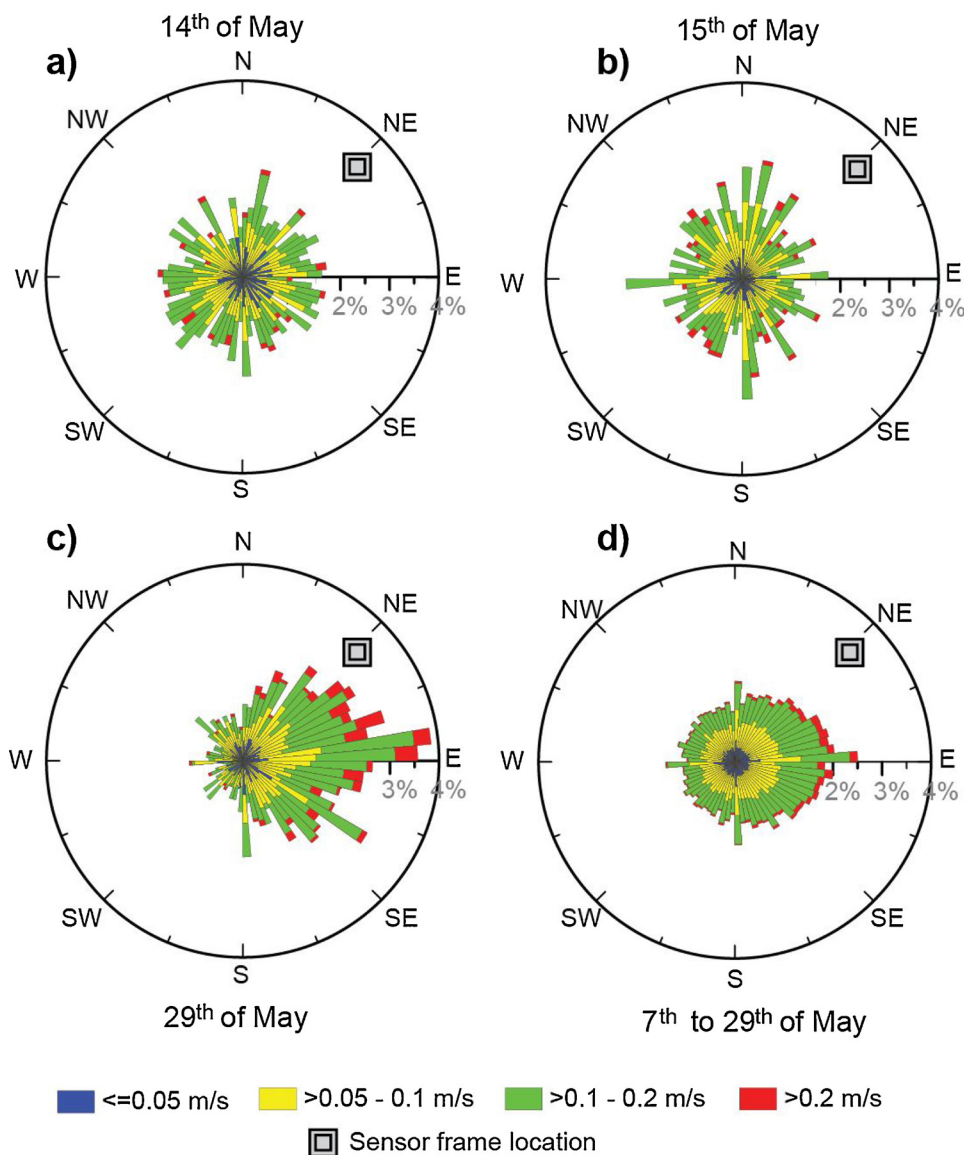 14th of May
15th of May
a)
b)
N
N
NW
NE
NW
NE
W
E
W
E
2% 3% 4%
2% 3% 4%
SW
SE
SW
SE
S
S
c)
d)
N
N
NW
NE
NW
NE
W
E
W
E
3% 4%
2% 3% 4%
SW
SE
SW
SE
S
S
29th of May
7th to 29th of May
<=0.05 m/s
>0.05 - 0.1 m/s
>0.1 - 0.2 m/s
>0.2 m/s
Sensor frame location